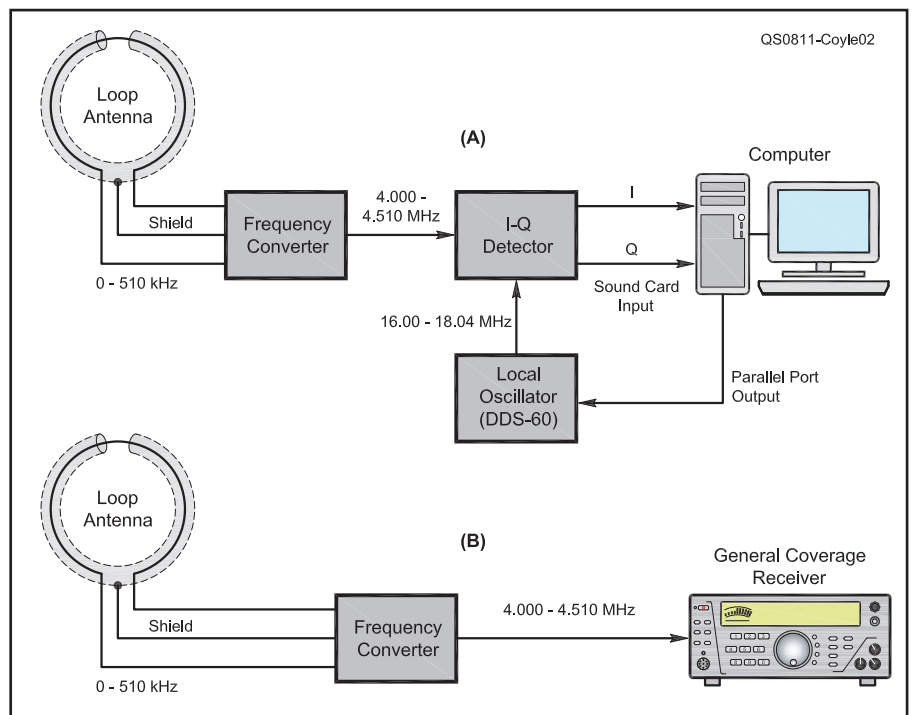 QS0811-Coyle02
Loop
Antenna
(A)
Computer
4.000 -
4.510 MHz
I
Shield
Frequency
Converter
I-Q
Detector
Q
0 - 510 kHz
Sound Card
Input
16.00 - 18.04 MHz
Local
Oscillator
(DDS-60)
Parallel Port
Output
Loop
Antenna
(B)
General Coverage
Receiver
Shield
Frequency
Converter
4.000 - 4.510 MHz
0 - 510 kHz